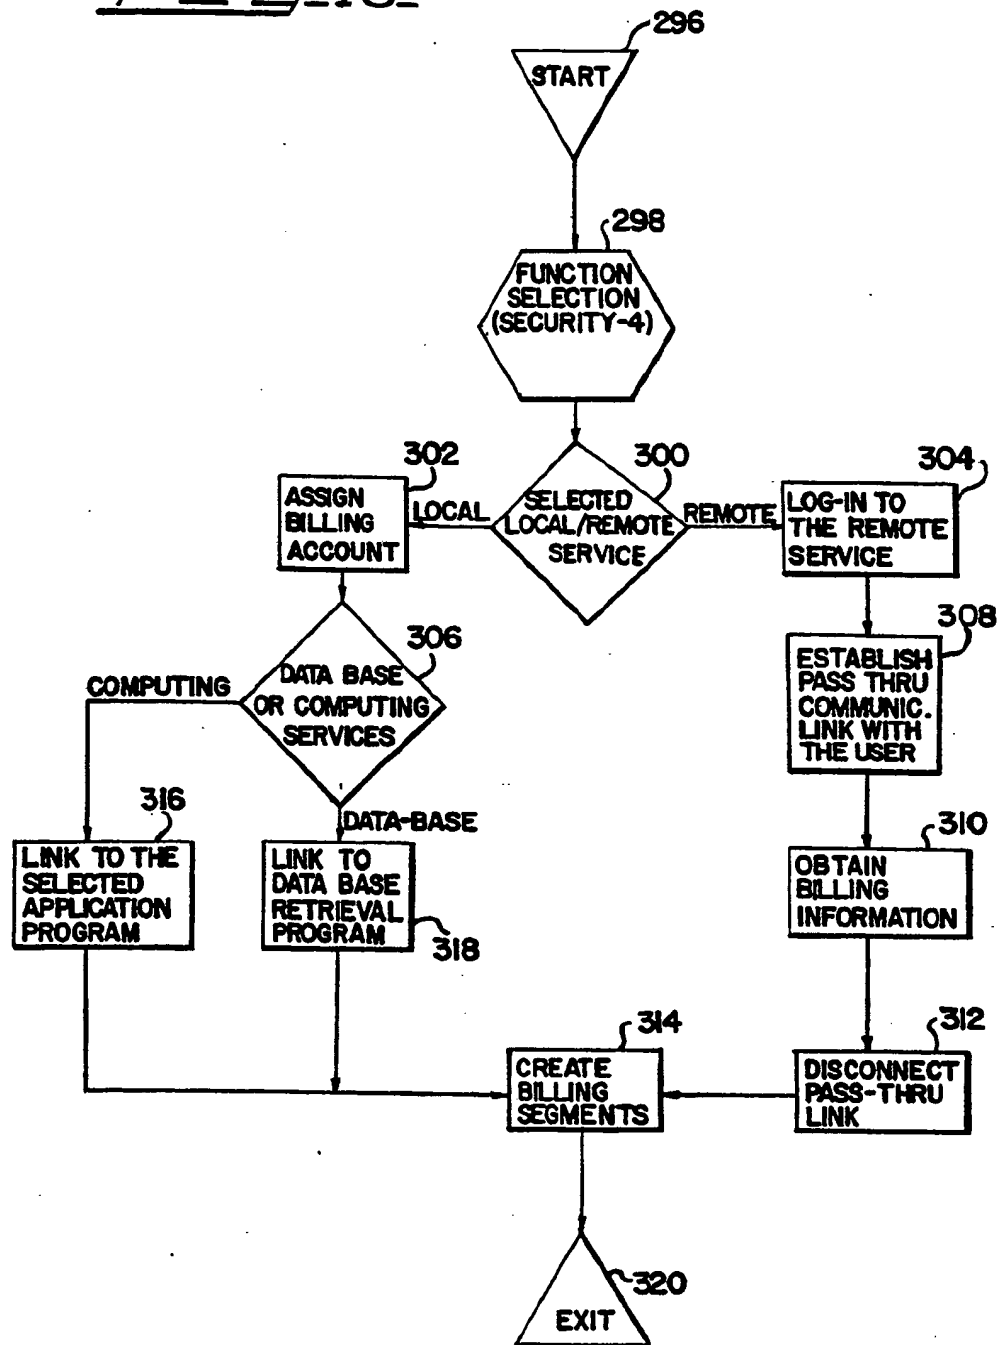 296
START
298
FUNCTION
SELECTION
(SECURITY-4)
302
ASSIGN
BILLING
ACCOUNT
LOCAL
300
SELECTED
LOCAL/REMOTE
SERVICE
REMOTE
304
LOG-IN TO
THE REMOTE
SERVICE
306
DATA BASE
OR COMPUTING
SERVICES
COMPUTING
DATA-BASE
308
ESTABLISH
PASS THRU
COMMUNIC.
LINK WITH
THE USER
316
LINK TO THE
SELECTED
APPLICATION
PROGRAM
LINK TO
DATA BASE
RETRIEVAL
PROGRAM
318
310
OBTAIN
BILLING
INFORMATION
314
CREATE
BILLING
SEGMENTS
312
DISCONNECT
PASS-THRU
LINK
320
EXIT